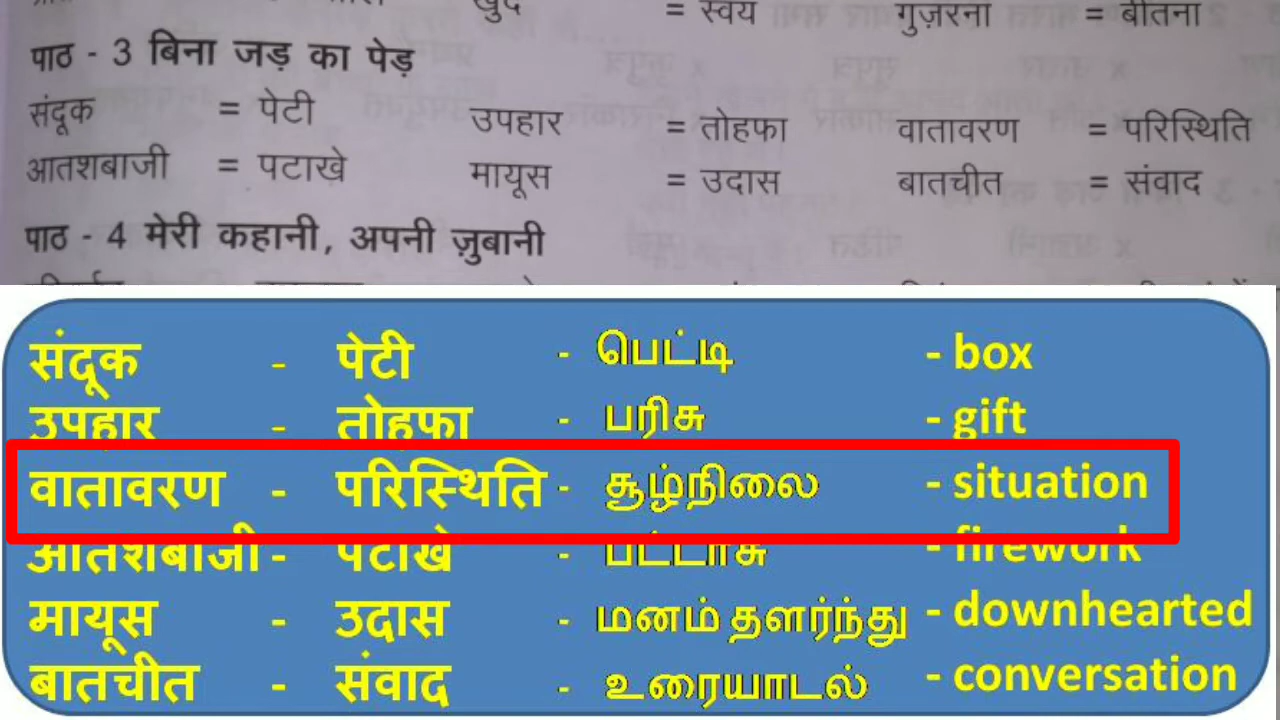 खुद = स्वयं गुज़रना = बीतना
पाठ - 3 बिना जड़ का पेड़
संदूक = पेटी उपहार = तोहफा वातावरण = परिस्थिति
आतशबाजी = पटाखे मायूस = उदास बातचीत = संवाद
पाठ - 4 मेरी कहानी, अपनी ज़ुबानी
संदूक - पेटी - பெட்டி - box
उपहार - तोहफा - பரிசு - gift
वातावरण - परिस्थिति - சூழ்நிலை - situation
आतशबाजी - पटाखे - பட்டாசு - firework
मायूस - उदास - மனம் தளர்ந்து - downhearted
बातचीत - संवाद - உரையாடல் - conversation